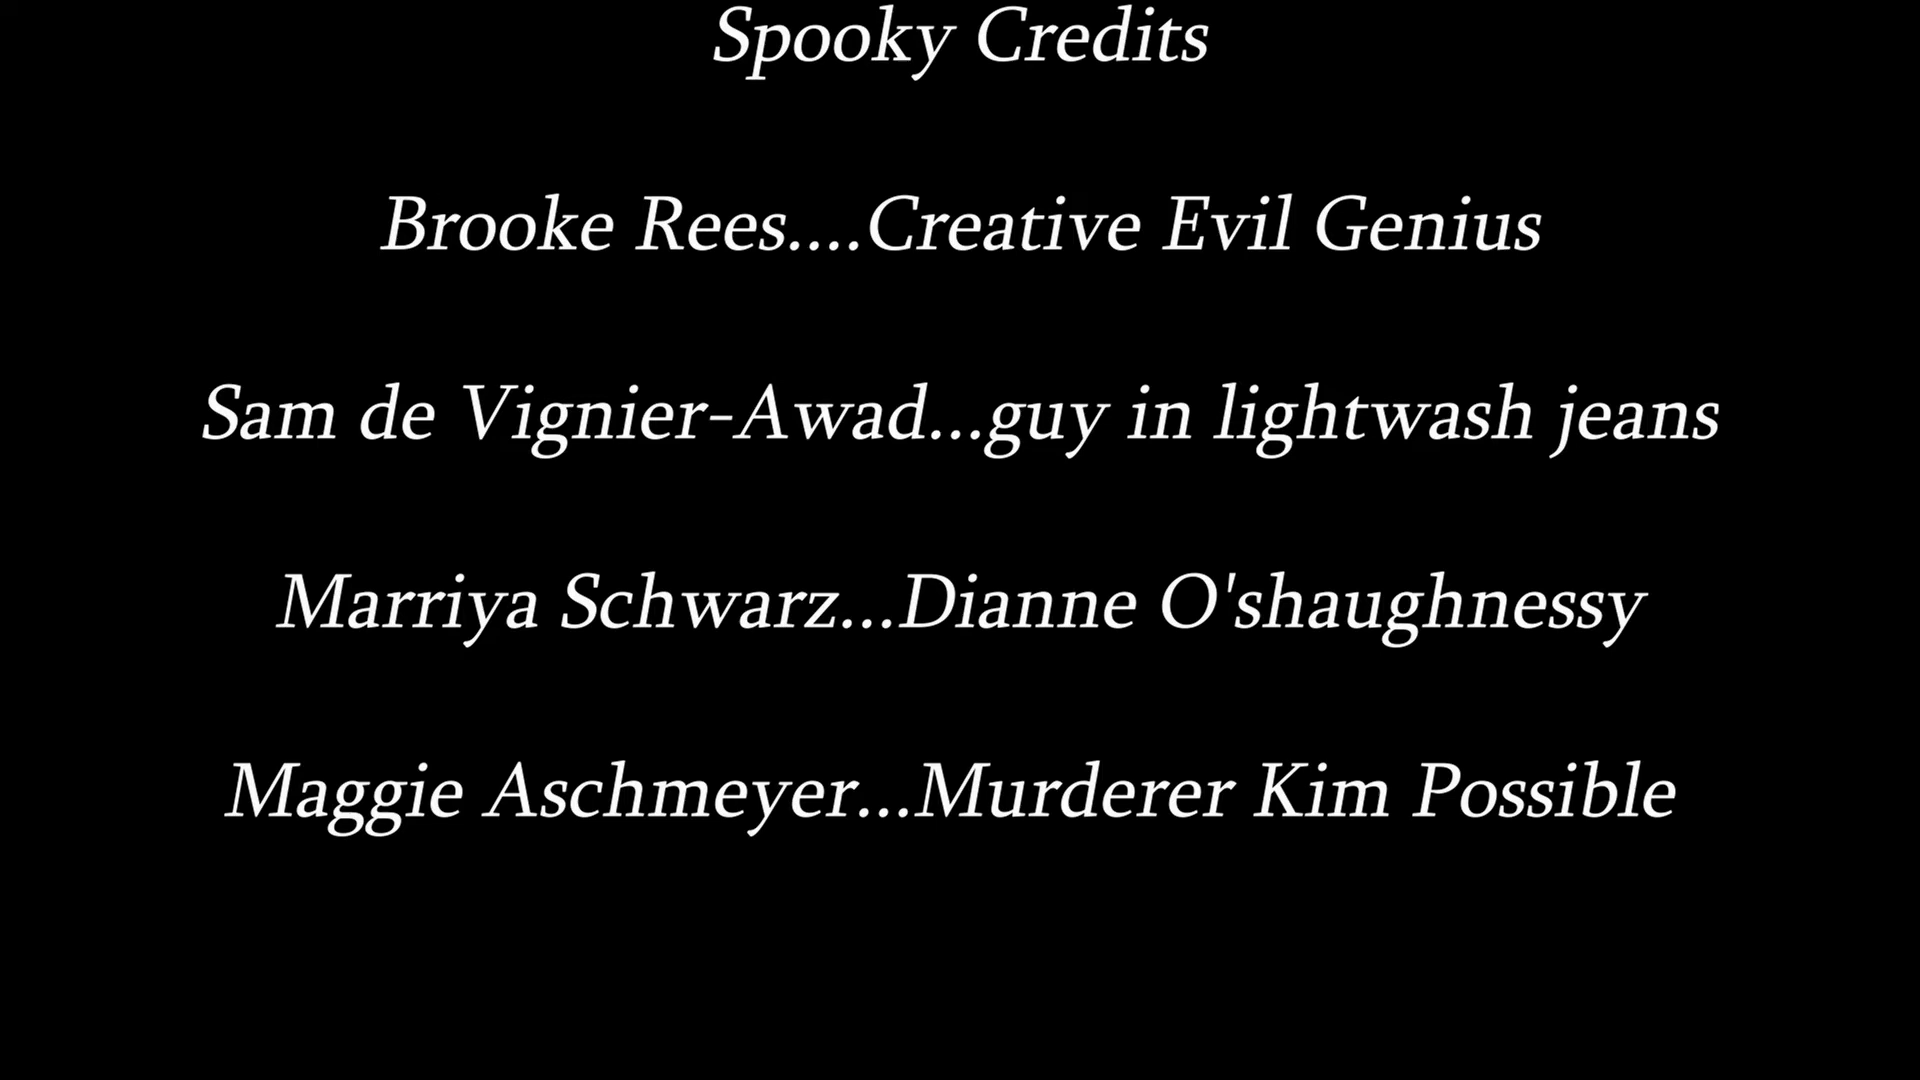 Spooky Credits
Brooke Rees....Creative Evil Genius
Sam de Vignier-Awad...guy in lightwash jeans
Marriya Schwarz...Dianne O'shaughnessy
Maggie Aschmeyer...Murderer Kim Possible